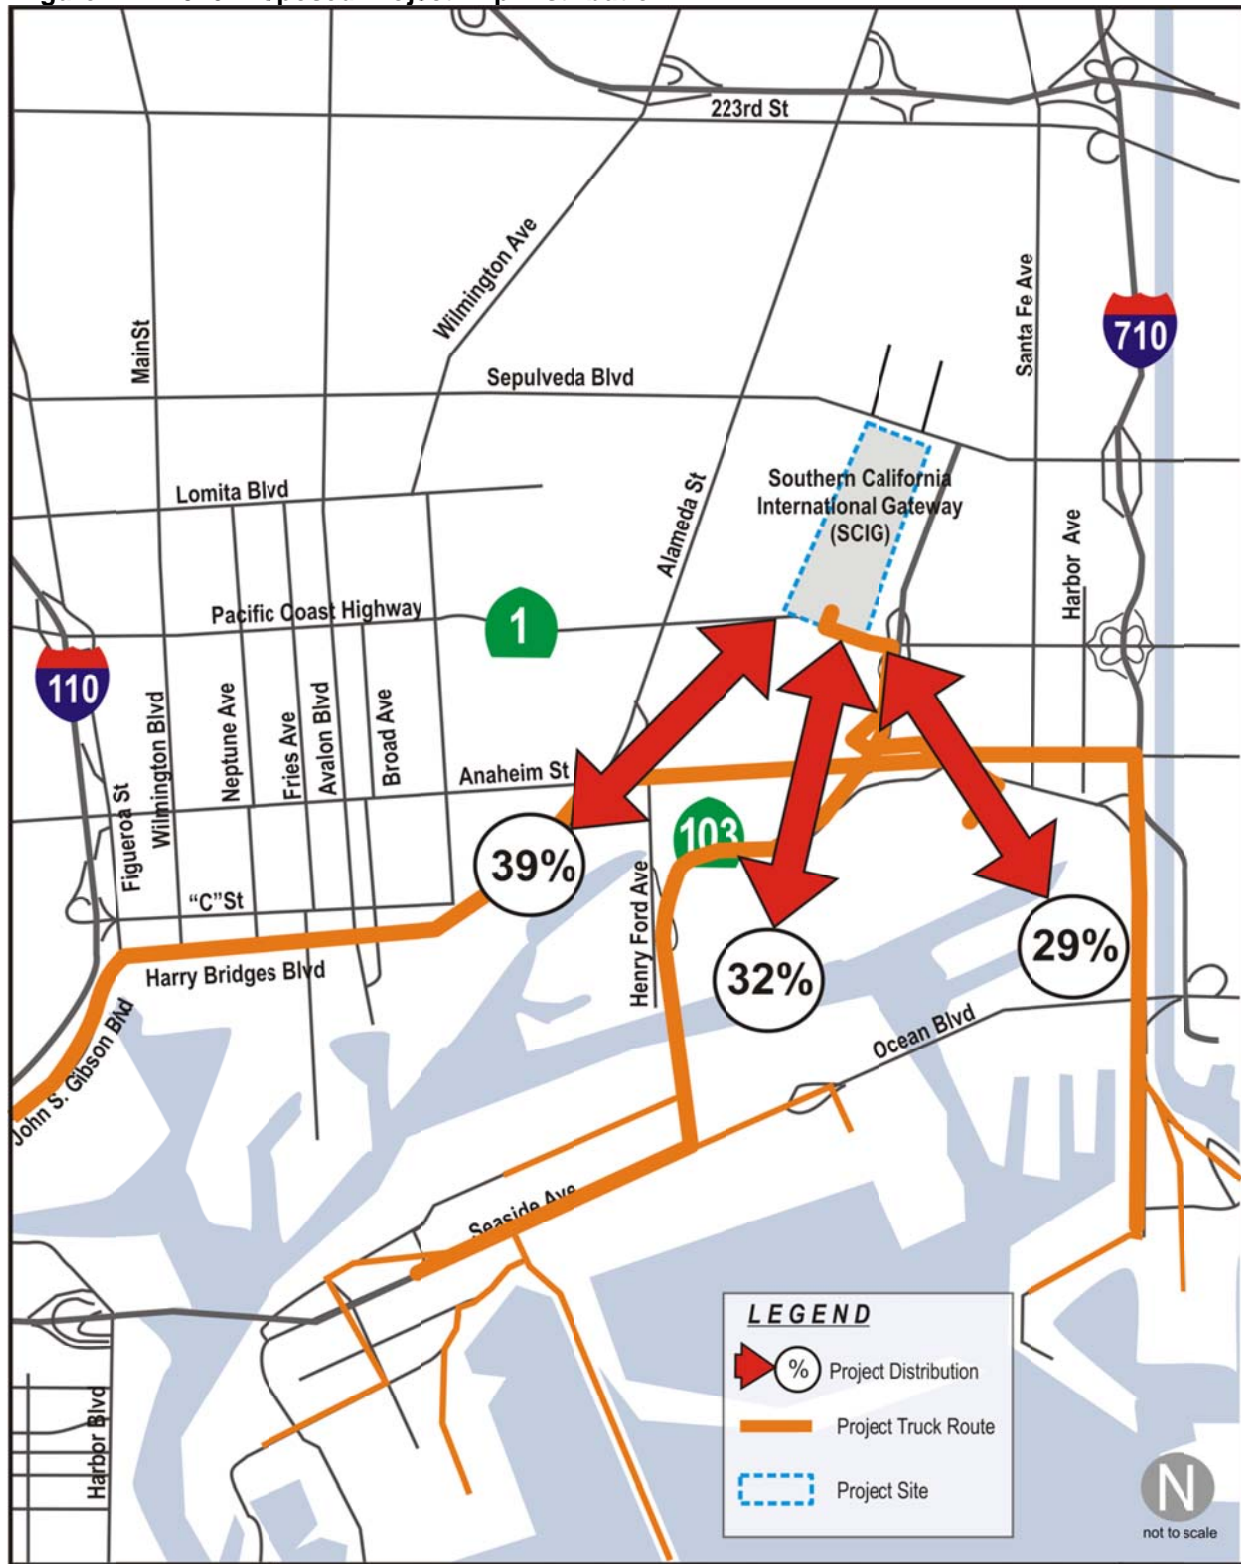 223rd St
Wilmington Ave
MainSt
Santa Fe Ave
710
Sepulveda Blvd
Lomita Blvd
Alameda St
Southern California
International Gateway
(SCIG)
Harbor Ave
Pacific Coast Highway
1
110
Wilmington Blvd
Neptune Ave
Fries Ave
Avalon Blvd
Broad Ave
Figueroa St
Anaheim St
103
39%
"C"St
Henry Ford Ave
32%
29%
Harry Bridges Blvd
John S. Gibson Blvd
Ocean Blvd
Seaside Ave
Harbor Blvd
LEGEND
% Project Distribution
Project Truck Route
Project Site
N
not to scale